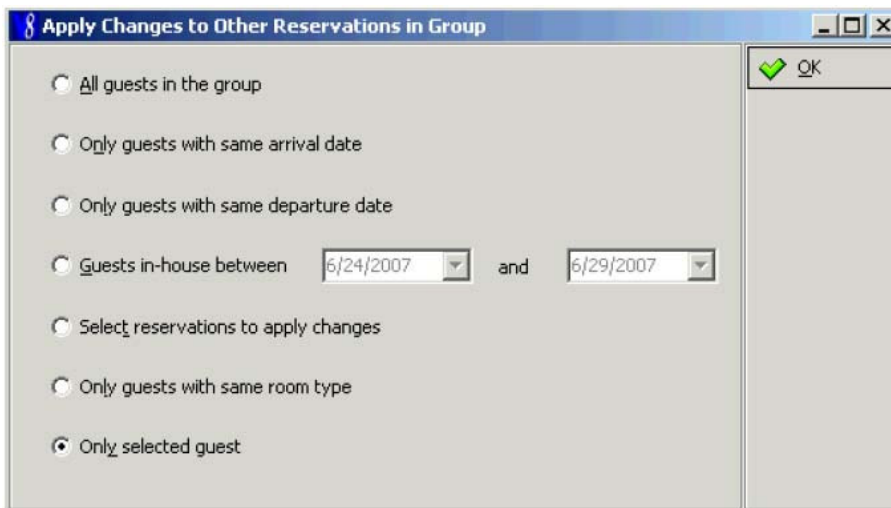 Apply Changes to Other Reservations in Group
OK
All guests in the group
Only guests with same arrival date
Only guests with same departure date
Guests in-house between 6/24/2007 and 6/29/2007
Select reservations to apply changes
Only guests with same room type
Only selected guest